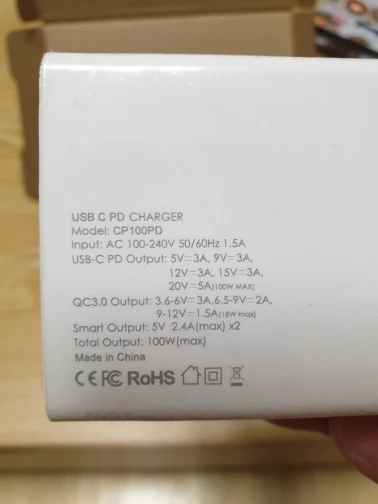 USB C PD CHARGER
Model: CP100PD
Input: AC 100-240V 50/60Hz 1.5A
USB-C PD Output: 5V⎓3A, 9V⎓3A,
12V⎓3A, 15V⎓3A,
20V⎓5A(100W MAX)
QC3.0 Output: 3.6-6V⎓3A,6.5-9V⎓2A,
9-12V⎓1.5A(18W max)
Smart Output: 5V 2.4A(max) x2
Total Output: 100W(max)
Made in China
CE FC RoHS